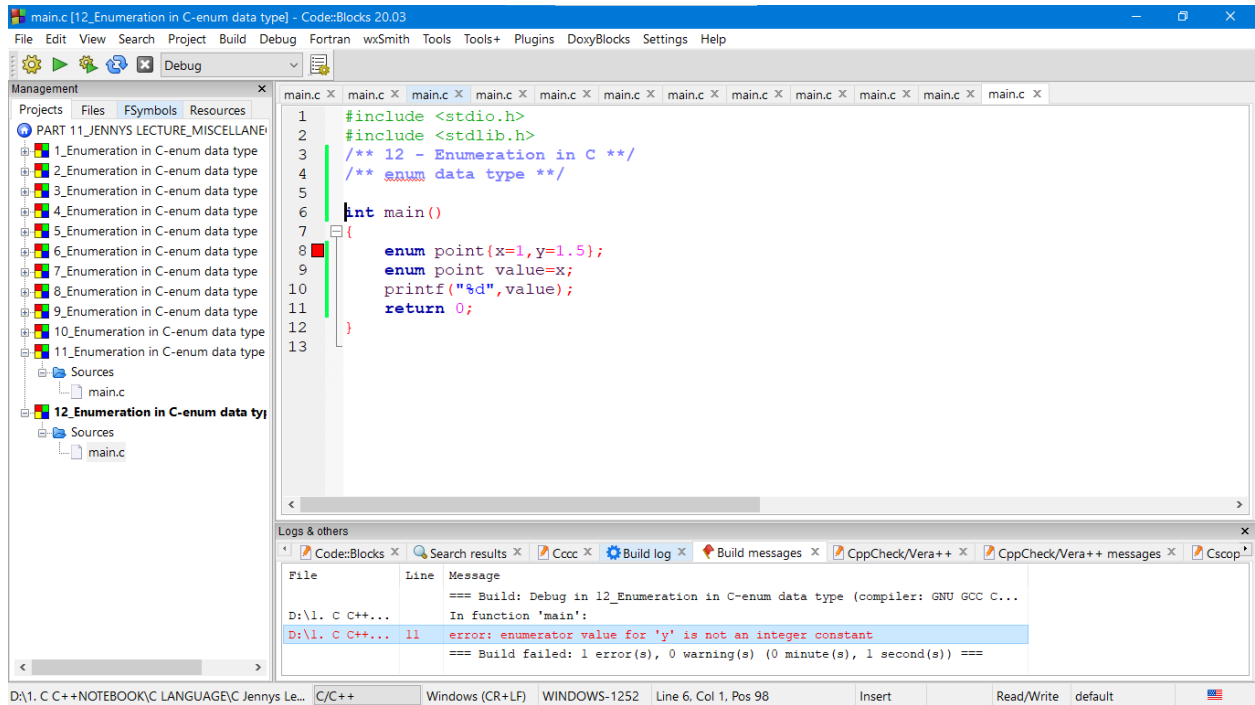 main.c [12_Enumeration in C-enum data type] - Code::Blocks 20.03
File Edit View Search Project Build Debug Fortran wxSmith Tools Tools+ Plugins DoxyBlocks Settings Help
Debug
Management
Projects Files FSymbols Resources
PART 11_JENNYS LECTURE_MISCELLANE
1_Enumeration in C-enum data type
2_Enumeration in C-enum data type
3_Enumeration in C-enum data type
4_Enumeration in C-enum data type
5_Enumeration in C-enum data type
6_Enumeration in C-enum data type
7_Enumeration in C-enum data type
8_Enumeration in C-enum data type
9_Enumeration in C-enum data type
10_Enumeration in C-enum data type
11_Enumeration in C-enum data type
Sources
main.c
12_Enumeration in C-enum data typ
Sources
main.c
main.c main.c main.c main.c main.c main.c main.c main.c main.c main.c main.c main.c
1 #include <stdio.h>
2 #include <stdlib.h>
3 /** 12 - Enumeration in C **/
4 /** enum data type **/
5
6 int main()
7 {
8 enum point{x=1,y=1.5};
9 enum point value=x;
10 printf("%d",value);
11 return 0;
12 }
13
Logs & others
Code::Blocks Search results Cccc Build log Build messages CppCheck/Vera++ CppCheck/Vera++ messages Cscop
File Line Message
=== Build: Debug in 12_Enumeration in C-enum data type (compiler: GNU GCC C...
D:\1. C C++... In function 'main':
D:\1. C C++... 11 error: enumerator value for 'y' is not an integer constant
=== Build failed: 1 error(s), 0 warning(s) (0 minute(s), 1 second(s)) ===
D:\1. C C++NOTEBOOK\C LANGUAGE\C Jennys Le... C/C++ Windows (CR+LF) WINDOWS-1252 Line 6, Col 1, Pos 98 Insert Read/Write default